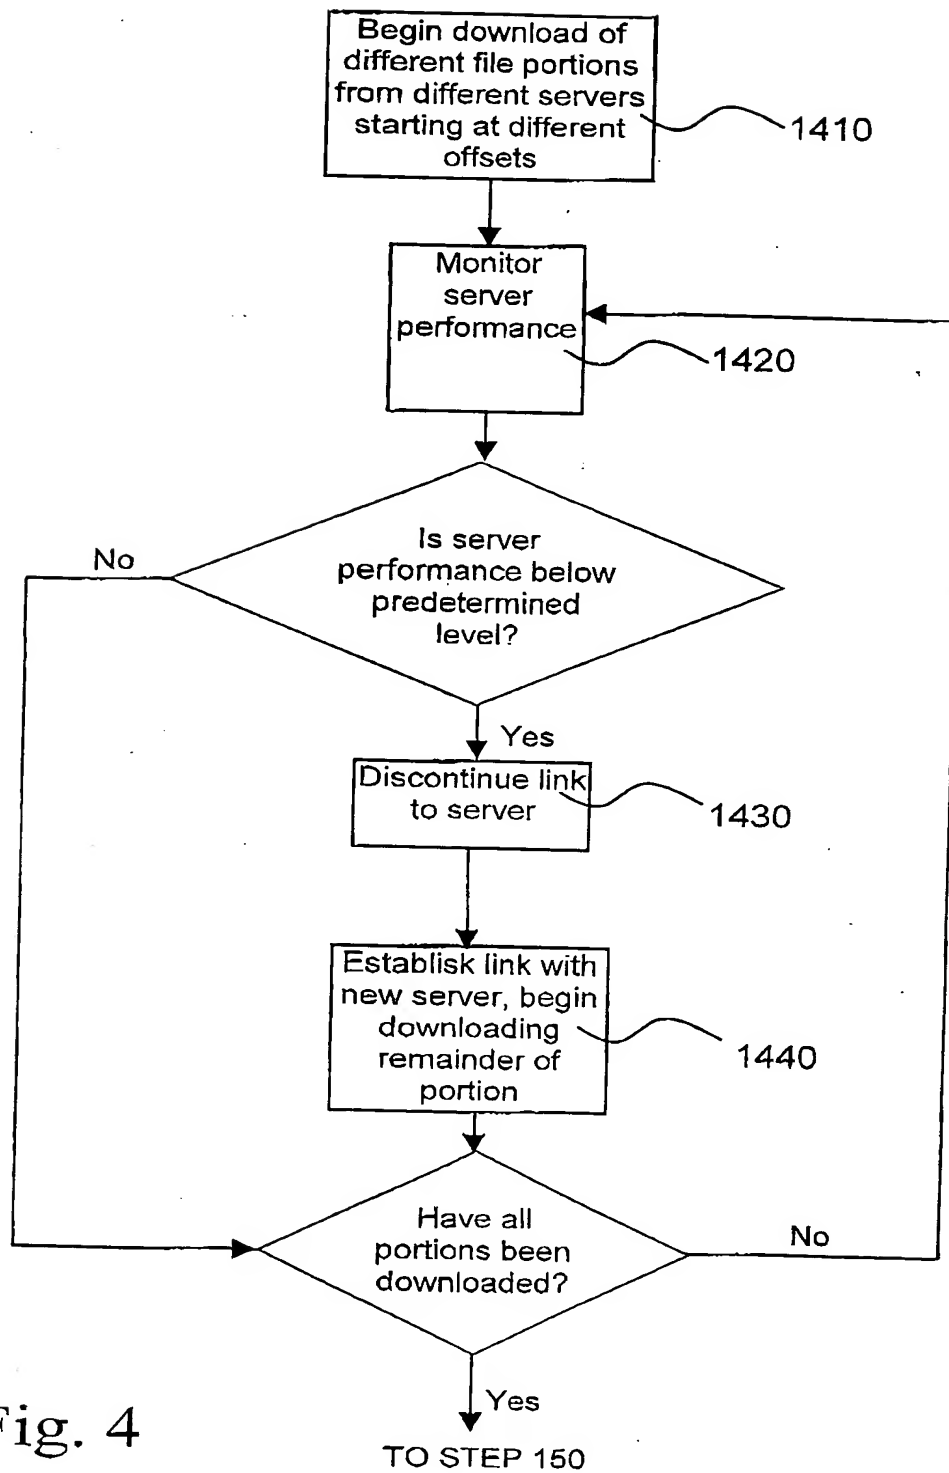 Begin download of
different file portions
from different servers
starting at different
offsets
1410
Monitor
server
performance
1420
Is server
performance below
predetermined
level?
No
Yes
Discontinue link
to server
1430
Establisk link with
new server, begin
downloading
remainder of
portion
1440
Have all
portions been
downloaded?
No
Yes
Fig. 4
TO STEP 150